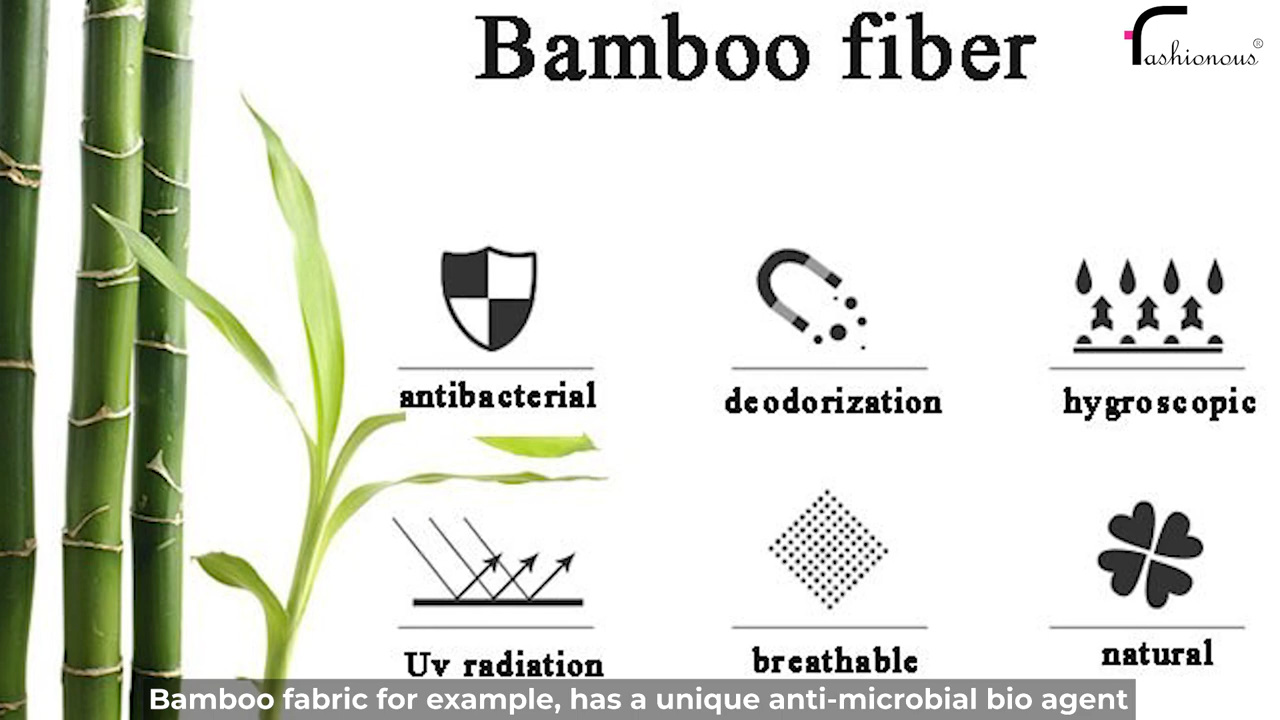 Bamboo fiber
fashionous®
antibacterial
deodorization
hygroscopic
Uv radiation
breathable
natural
Bamboo fabric for example, has a unique anti-microbial bio agent